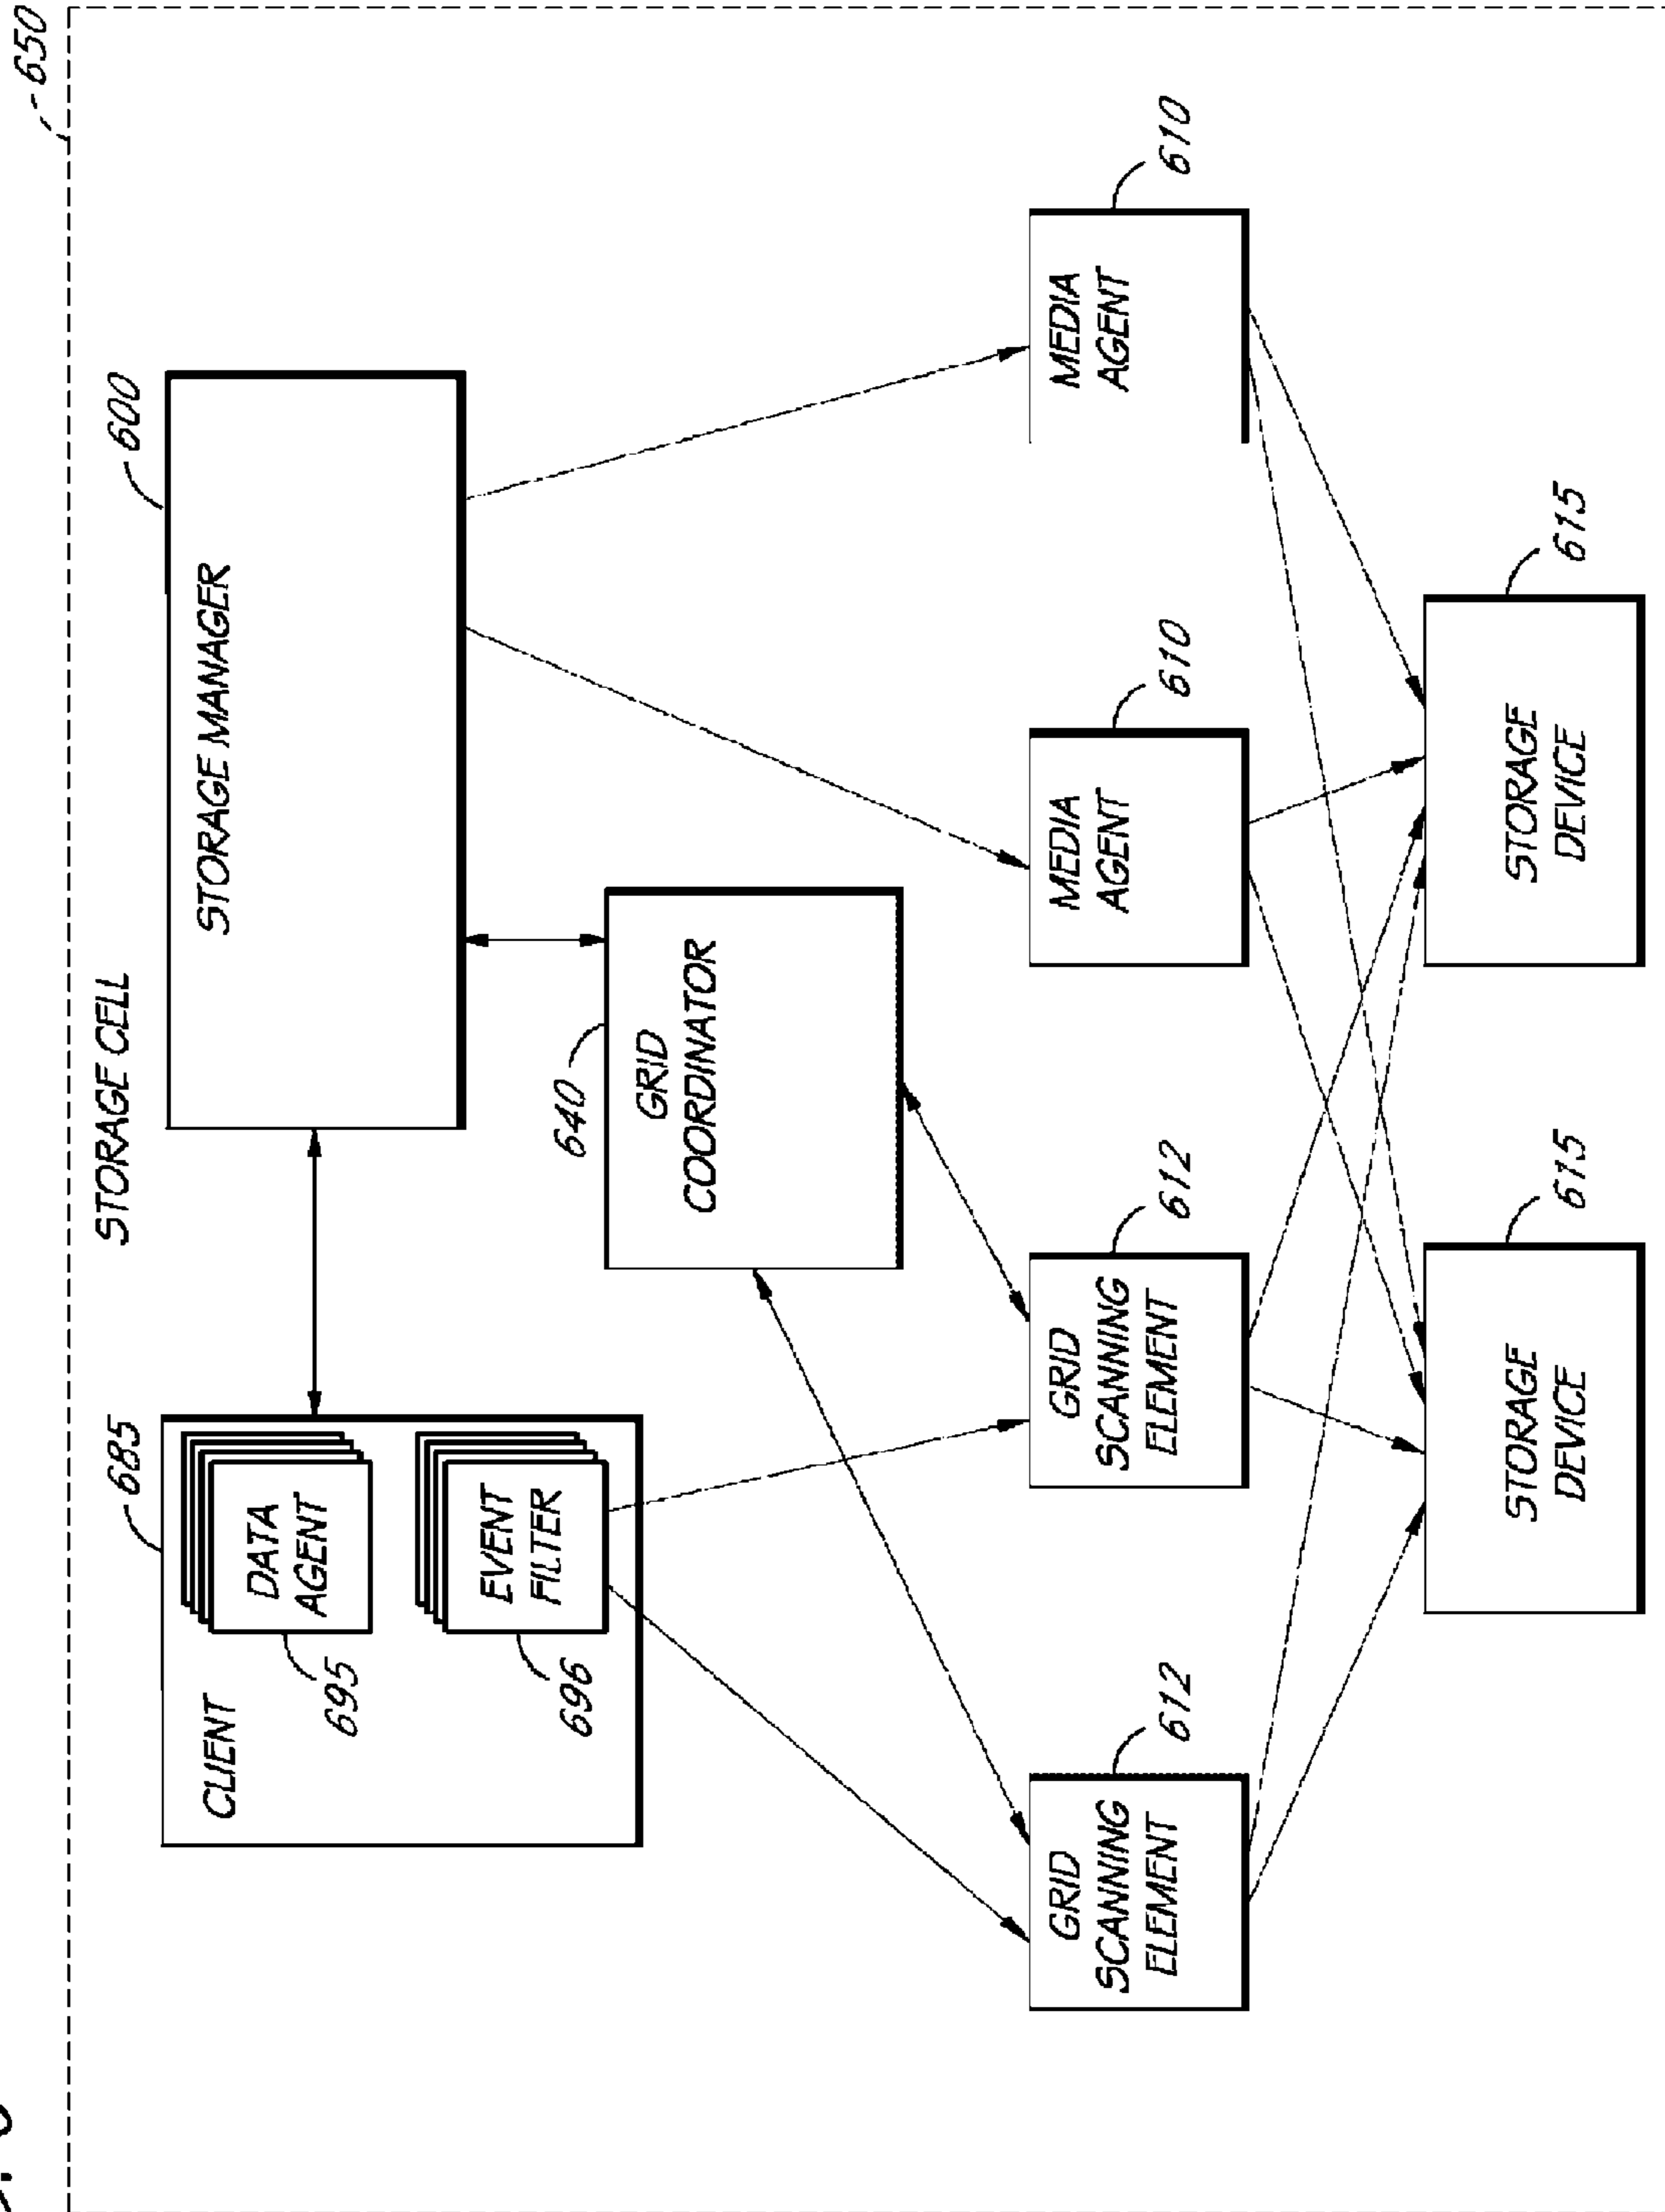 650
STORAGE CELL
685
600
CLIENT
DATA
AGENT
695
EVENT
FILTER
696
STORAGE MANAGER
640
GRID
COORDINATOR
GRID
SCANNING
ELEMENT
612
GRID
SCANNING
ELEMENT
612
MEDIA
AGENT
610
MEDIA
AGENT
610
STORAGE
DEVICE
615
STORAGE
DEVICE
615